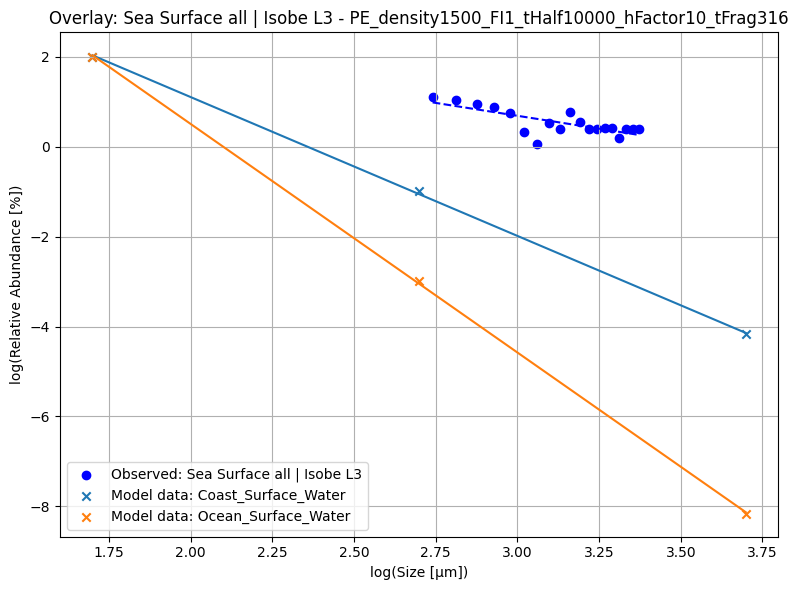 Overlay: Sea Surface all | Isobe L3 - PE_density1500_FI1_tHalf10000_hFactor10_tFrag316
log(Relative Abundance [%])
2
0
−2
−4
−6
−8
Observed: Sea Surface all | Isobe L3
Model data: Coast_Surface_Water
Model data: Ocean_Surface_Water
1.75 2.00 2.25 2.50 2.75 3.00 3.25 3.50 3.75
log(Size [µm])